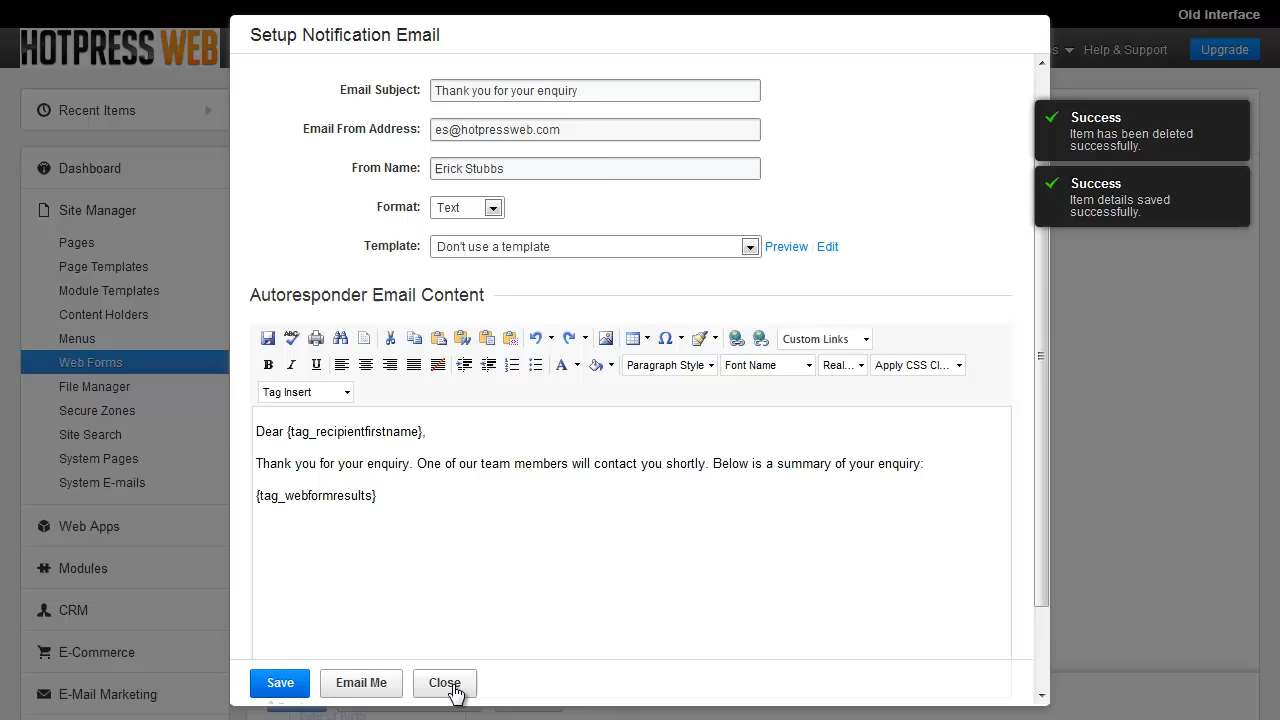 Old Interface
HOTPRESS WEB
Help & Support
Upgrade
Setup Notification Email
Recent Items
Dashboard
Site Manager
Pages
Page Templates
Module Templates
Content Holders
Menus
Web Forms
File Manager
Secure Zones
Site Search
System Pages
System E-mails
Web Apps
Modules
CRM
E-Commerce
E-Mail Marketing
Email Subject: Thank you for your enquiry
Email From Address: es@hotpressweb.com
From Name: Erick Stubbs
Format: Text
Template: Don't use a template Preview | Edit
Autoresponder Email Content
ABC
Custom Links
B I U
A
Paragraph Style
Font Name
Real...
Apply CSS Cl...
Tag Insert
Dear {tag_recipientfirstname},
Thank you for your enquiry. One of our team members will contact you shortly. Below is a summary of your enquiry:
{tag_webformresults}
Save
Email Me
Close
Success
Item has been deleted
successfully.
Success
Item details saved
successfully.